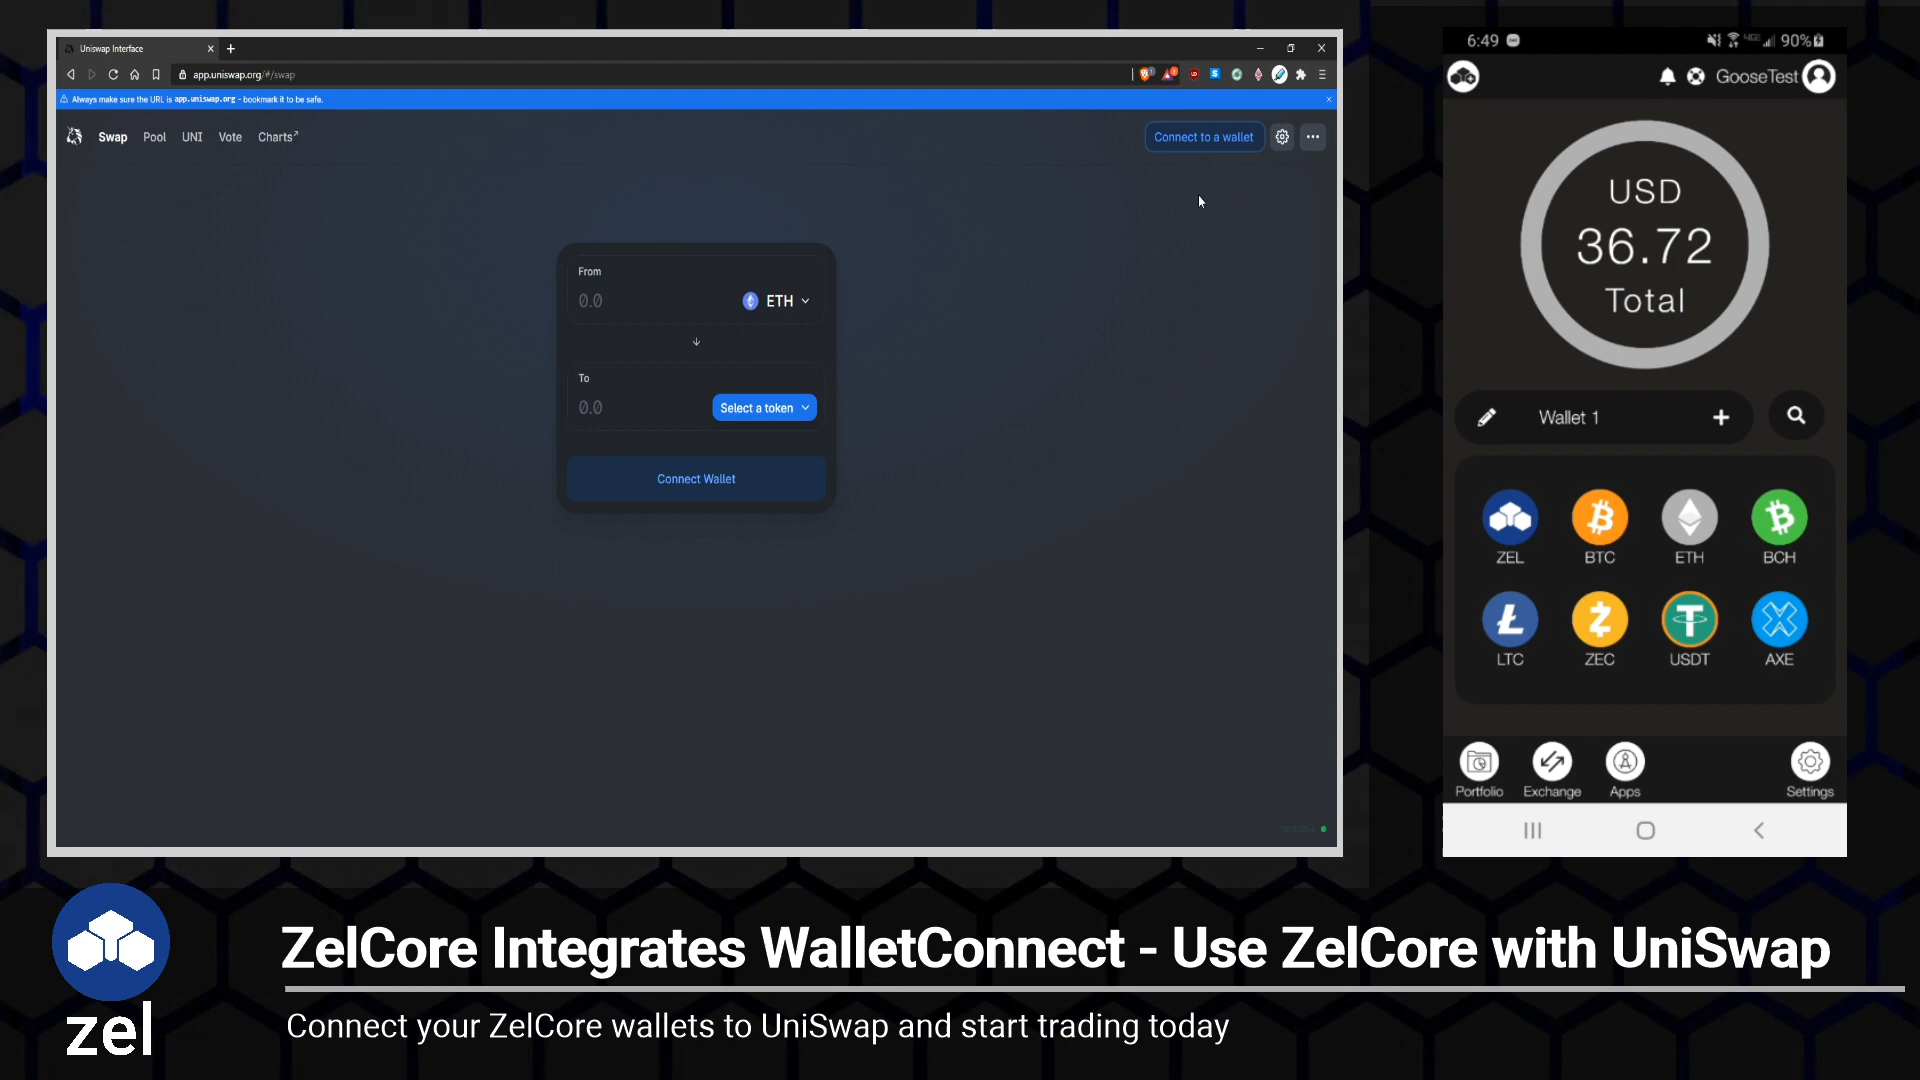 Uniswap Interface
app.uniswap.org/#/swap
Always make sure the URL is app.uniswap.org - bookmark it to be safe.
Swap Pool UNI Vote Charts↗
Connect to a wallet
From
0.0 ETH
To
0.0 Select a token
Connect Wallet
6:49 90%
GooseTest
USD
36.72
Total
Wallet 1
ZEL BTC ETH BCH
LTC ZEC USDT AXE
Portfolio Exchange Apps Settings
ZelCore Integrates WalletConnect - Use ZelCore with UniSwap
zel
Connect your ZelCore wallets to UniSwap and start trading today